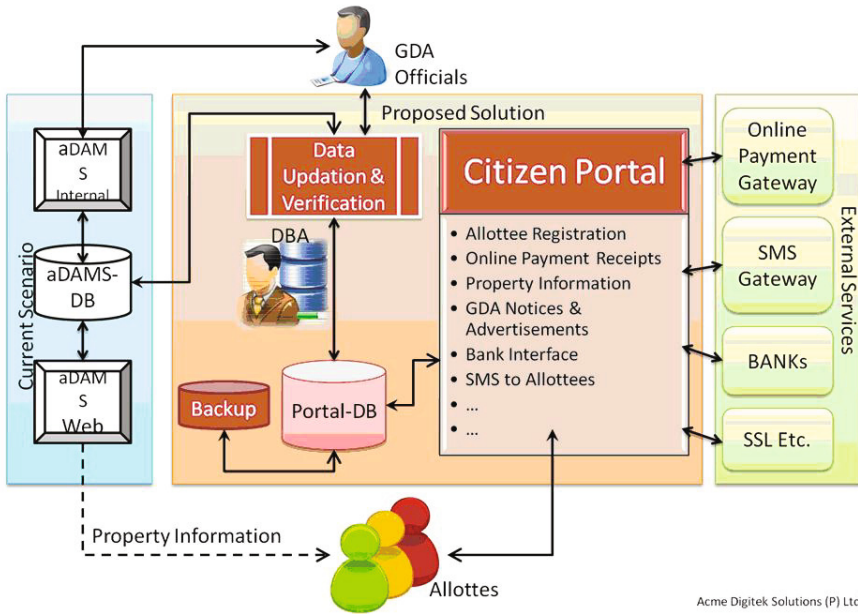 GDA
Officials
Proposed Solution
Current Scenario
aDAM
S
Internal
aDAMS-
DB
aDAM
S
Web
Data
Updation &
Verification
DBA
Backup
Portal-DB
Citizen Portal
• Allottee Registration
• Online Payment Receipts
• Property Information
• GDA Notices &
Advertisements
• Bank Interface
• SMS to Allottees
• ...
• ...
Online
Payment
Gateway
SMS
Gateway
BANKs
SSL Etc.
External Services
Property Information
Allottes
Acme Digitek Solutions (P) Ltd